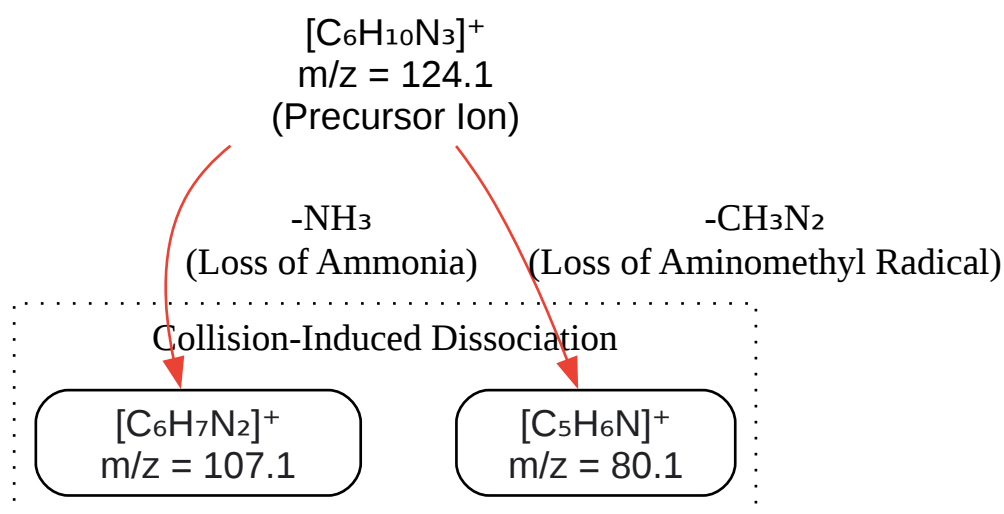 [C₆H₁₀N₃]⁺
m/z = 124.1
(Precursor Ion)
-NH₃
(Loss of Ammonia)
-CH₃N₂
(Loss of Aminomethyl Radical)
Collision-Induced Dissociation
[C₆H₇N₂]⁺
m/z = 107.1
[C₅H₆N]⁺
m/z = 80.1